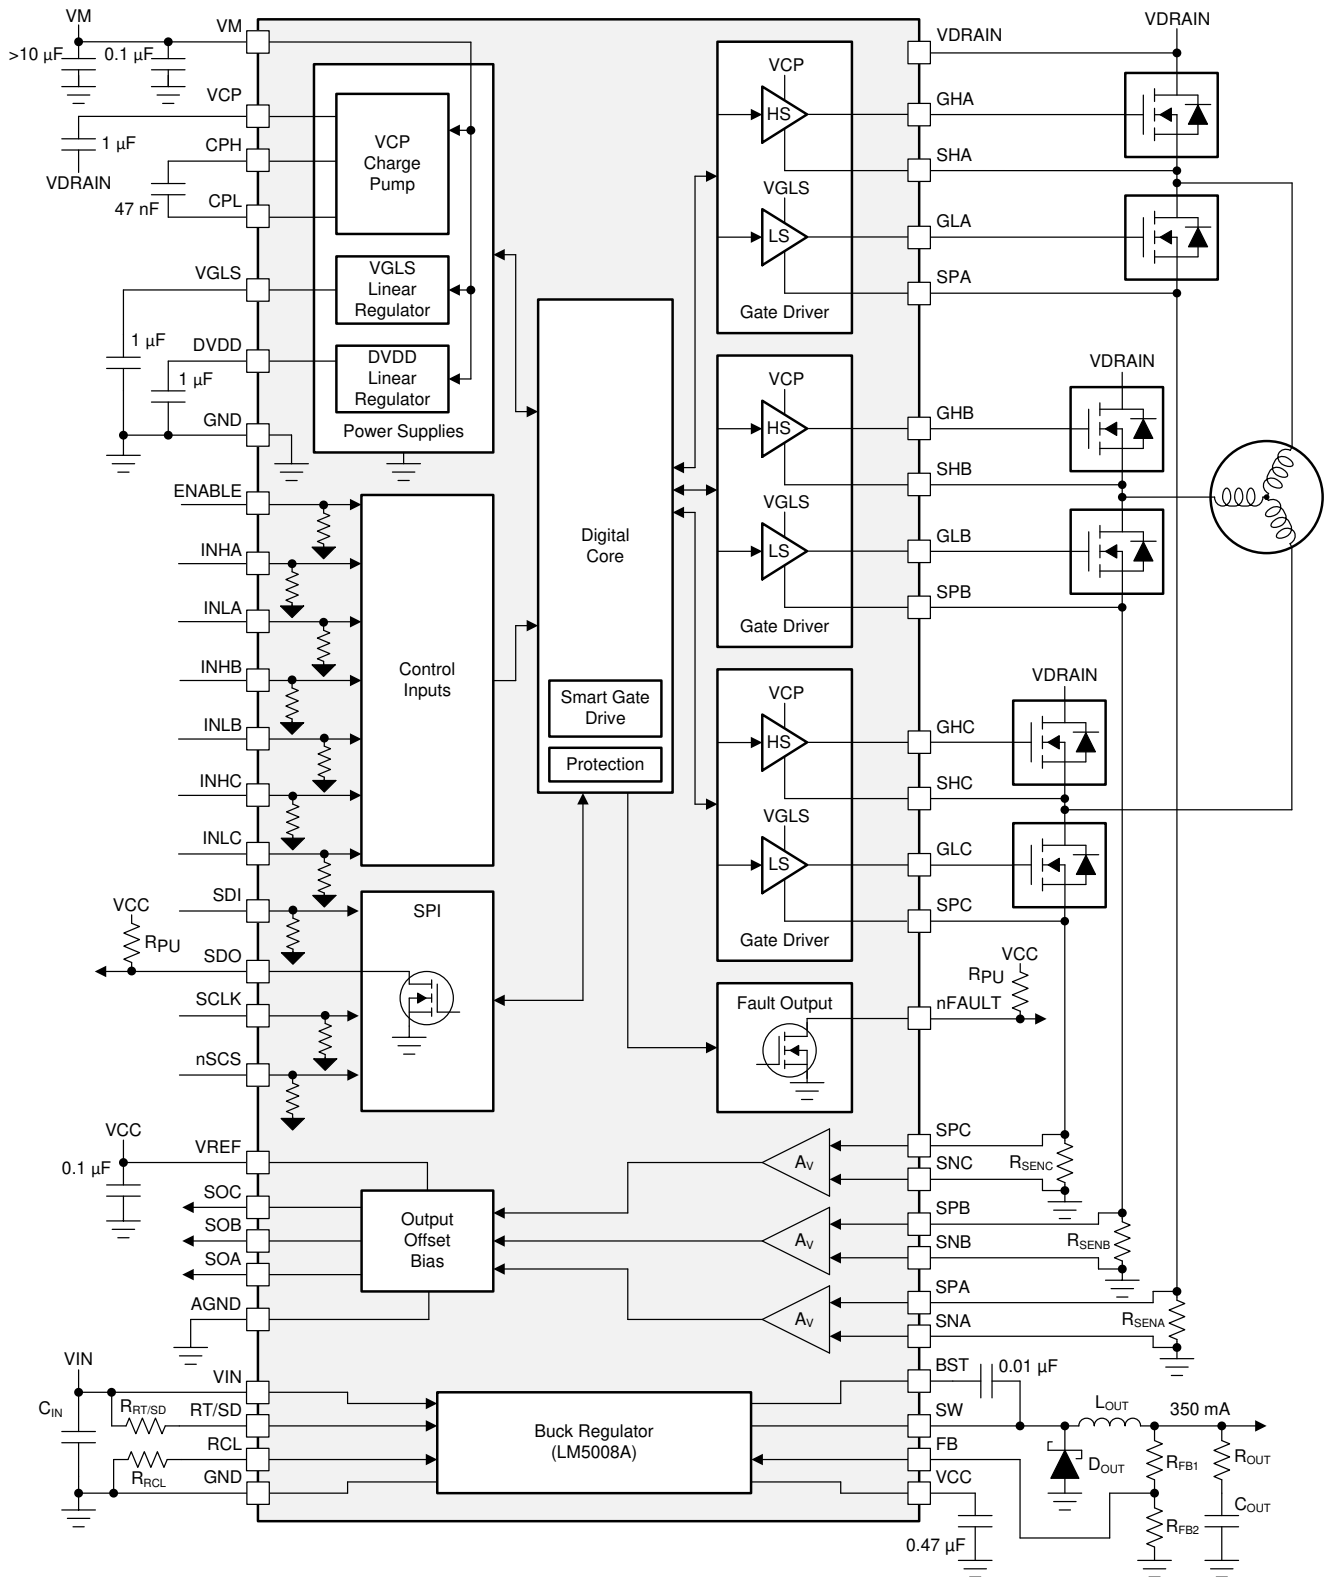 VM
VM
>10 µF
0.1 µF
VCP
1 µF
VDRAIN
CPH
47 nF
CPL
VGLS
1 µF
DVDD
1 µF
GND
VCP
Charge
Pump
VGLS
Linear
Regulator
DVDD
Linear
Regulator
Power Supplies
ENABLE
INHA
INLA
INHB
INLB
INHC
INLC
Control
Inputs
SDI
VCC
RPU
SDO
SCLK
nSCS
SPI
Digital
Core
Smart Gate
Drive
Protection
VCP
HS
VGLS
LS
Gate Driver
VCP
HS
VGLS
LS
Gate Driver
VCP
HS
VGLS
LS
Gate Driver
Fault Output
VDRAIN
GHA
SHA
GLA
SPA
VDRAIN
VDRAIN
GHB
SHB
GLB
SPB
VDRAIN
GHC
SHC
GLC
SPC
VCC
RPU
nFAULT
VCC
0.1 µF
VREF
SOC
SOB
SOA
AGND
Output
Offset
Bias
AV
AV
AV
SPC
SNC
RSENC
SPB
SNB
RSENB
SPA
SNA
RSENA
VIN
CIN
RRT/SD
RRCL
VIN
RT/SD
RCL
GND
Buck Regulator
(LM5008A)
BST
0.01 µF
SW
FB
VCC
0.47 µF
LOUT
350 mA
DOUT
RFB1
RFB2
ROUT
COUT